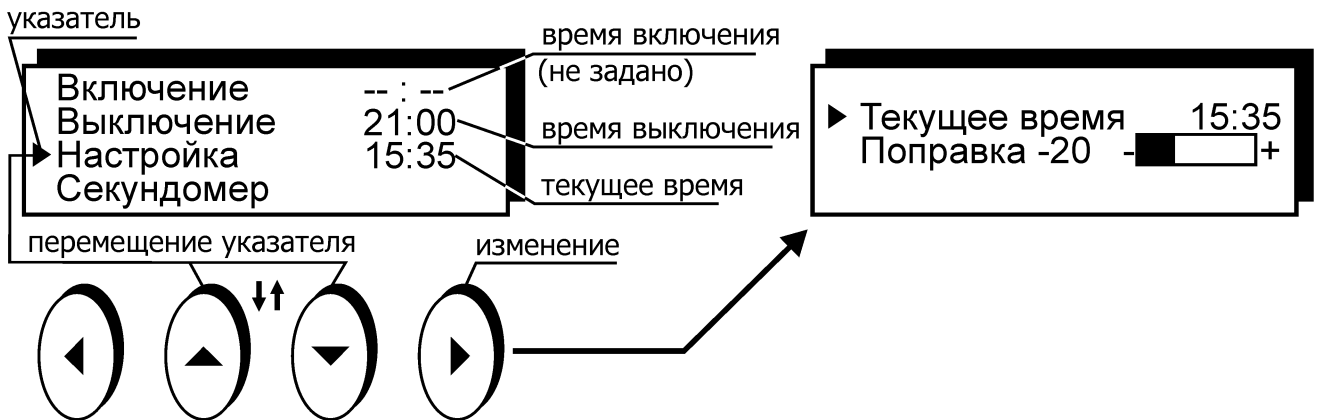 указатель
время включения
(не задано)
Включение -- : --
Выключение 21:00
Настройка 15:35
Секундомер
время выключения
текущее время
Текущее время 15:35
Поправка -20 - +
перемещение указателя
изменение